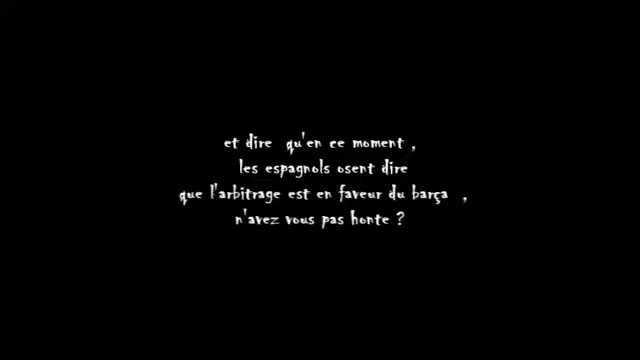 et dire qu'en ce moment ,
les espagnols osent dire
que l'arbitrage est en faveur du barça ,
n'avez vous pas honte ?